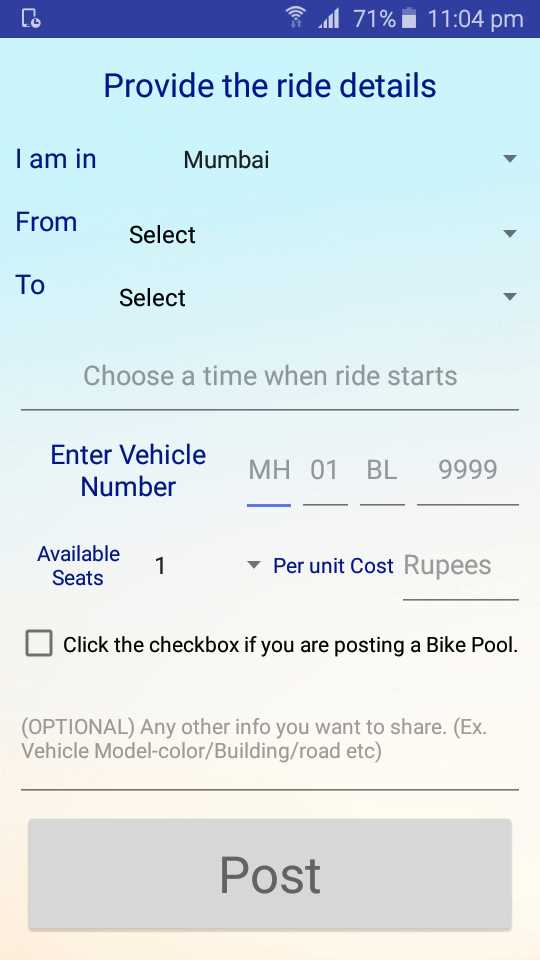 71% 11:04 pm
Provide the ride details
I am in Mumbai
From Select
To Select
Choose a time when ride starts
Enter Vehicle
Number
MH 01 BL 9999
Available
Seats
1
Per unit Cost Rupees
Click the checkbox if you are posting a Bike Pool.
(OPTIONAL) Any other info you want to share. (Ex.
Vehicle Model-color/Building/road etc)
Post